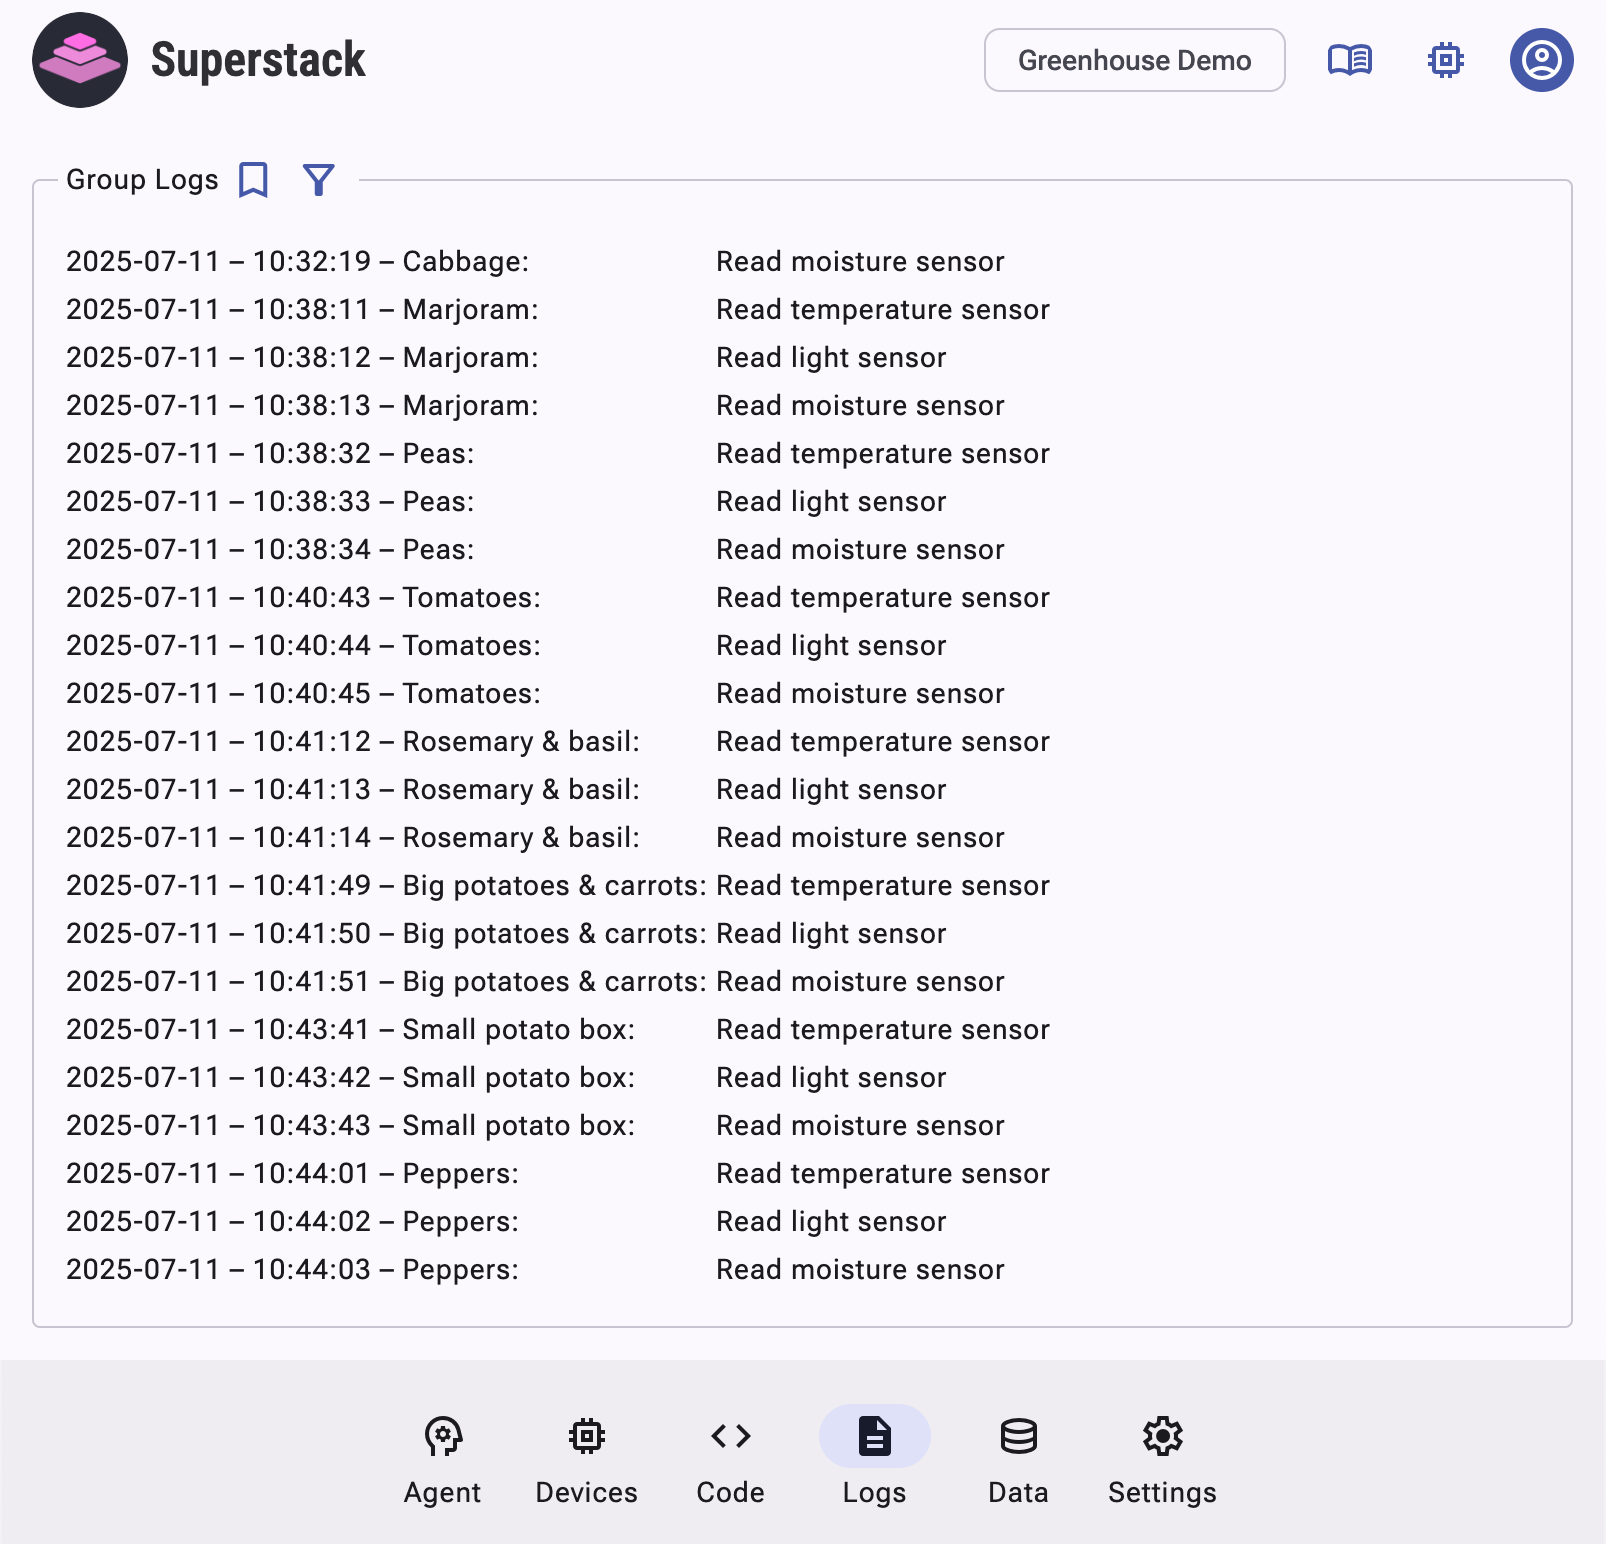 Superstack
Greenhouse Demo
Group Logs
2025-07-11 – 10:32:19 – Cabbage: Read moisture sensor
2025-07-11 – 10:38:11 – Marjoram: Read temperature sensor
2025-07-11 – 10:38:12 – Marjoram: Read light sensor
2025-07-11 – 10:38:13 – Marjoram: Read moisture sensor
2025-07-11 – 10:38:32 – Peas: Read temperature sensor
2025-07-11 – 10:38:33 – Peas: Read light sensor
2025-07-11 – 10:38:34 – Peas: Read moisture sensor
2025-07-11 – 10:40:43 – Tomatoes: Read temperature sensor
2025-07-11 – 10:40:44 – Tomatoes: Read light sensor
2025-07-11 – 10:40:45 – Tomatoes: Read moisture sensor
2025-07-11 – 10:41:12 – Rosemary & basil: Read temperature sensor
2025-07-11 – 10:41:13 – Rosemary & basil: Read light sensor
2025-07-11 – 10:41:14 – Rosemary & basil: Read moisture sensor
2025-07-11 – 10:41:49 – Big potatoes & carrots: Read temperature sensor
2025-07-11 – 10:41:50 – Big potatoes & carrots: Read light sensor
2025-07-11 – 10:41:51 – Big potatoes & carrots: Read moisture sensor
2025-07-11 – 10:43:41 – Small potato box: Read temperature sensor
2025-07-11 – 10:43:42 – Small potato box: Read light sensor
2025-07-11 – 10:43:43 – Small potato box: Read moisture sensor
2025-07-11 – 10:44:01 – Peppers: Read temperature sensor
2025-07-11 – 10:44:02 – Peppers: Read light sensor
2025-07-11 – 10:44:03 – Peppers: Read moisture sensor
Agent Devices Code Logs Data Settings